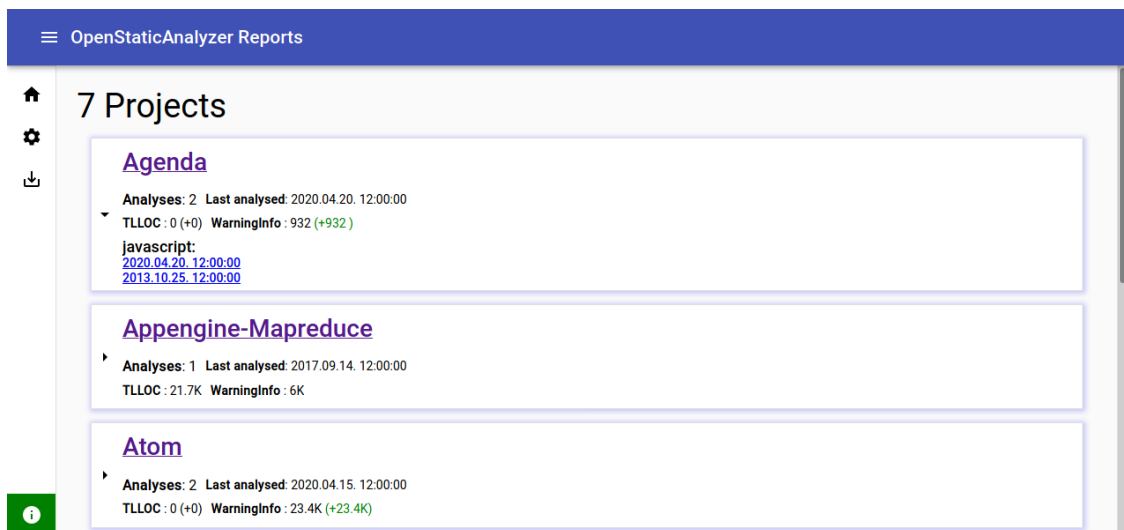 OpenStaticAnalyzer Reports
7 Projects
Agenda
Analyses: 2 Last analysed: 2020.04.20. 12:00:00
TLLOC : 0 (+0) WarningInfo : 932 (+932 )
javascript:
2020.04.20. 12:00:00
2013.10.25. 12:00:00
Appengine-Mapreduce
Analyses: 1 Last analysed: 2017.09.14. 12:00:00
TLLOC : 21.7K WarningInfo : 6K
Atom
Analyses: 2 Last analysed: 2020.04.15. 12:00:00
TLLOC : 0 (+0) WarningInfo : 23.4K (+23.4K)